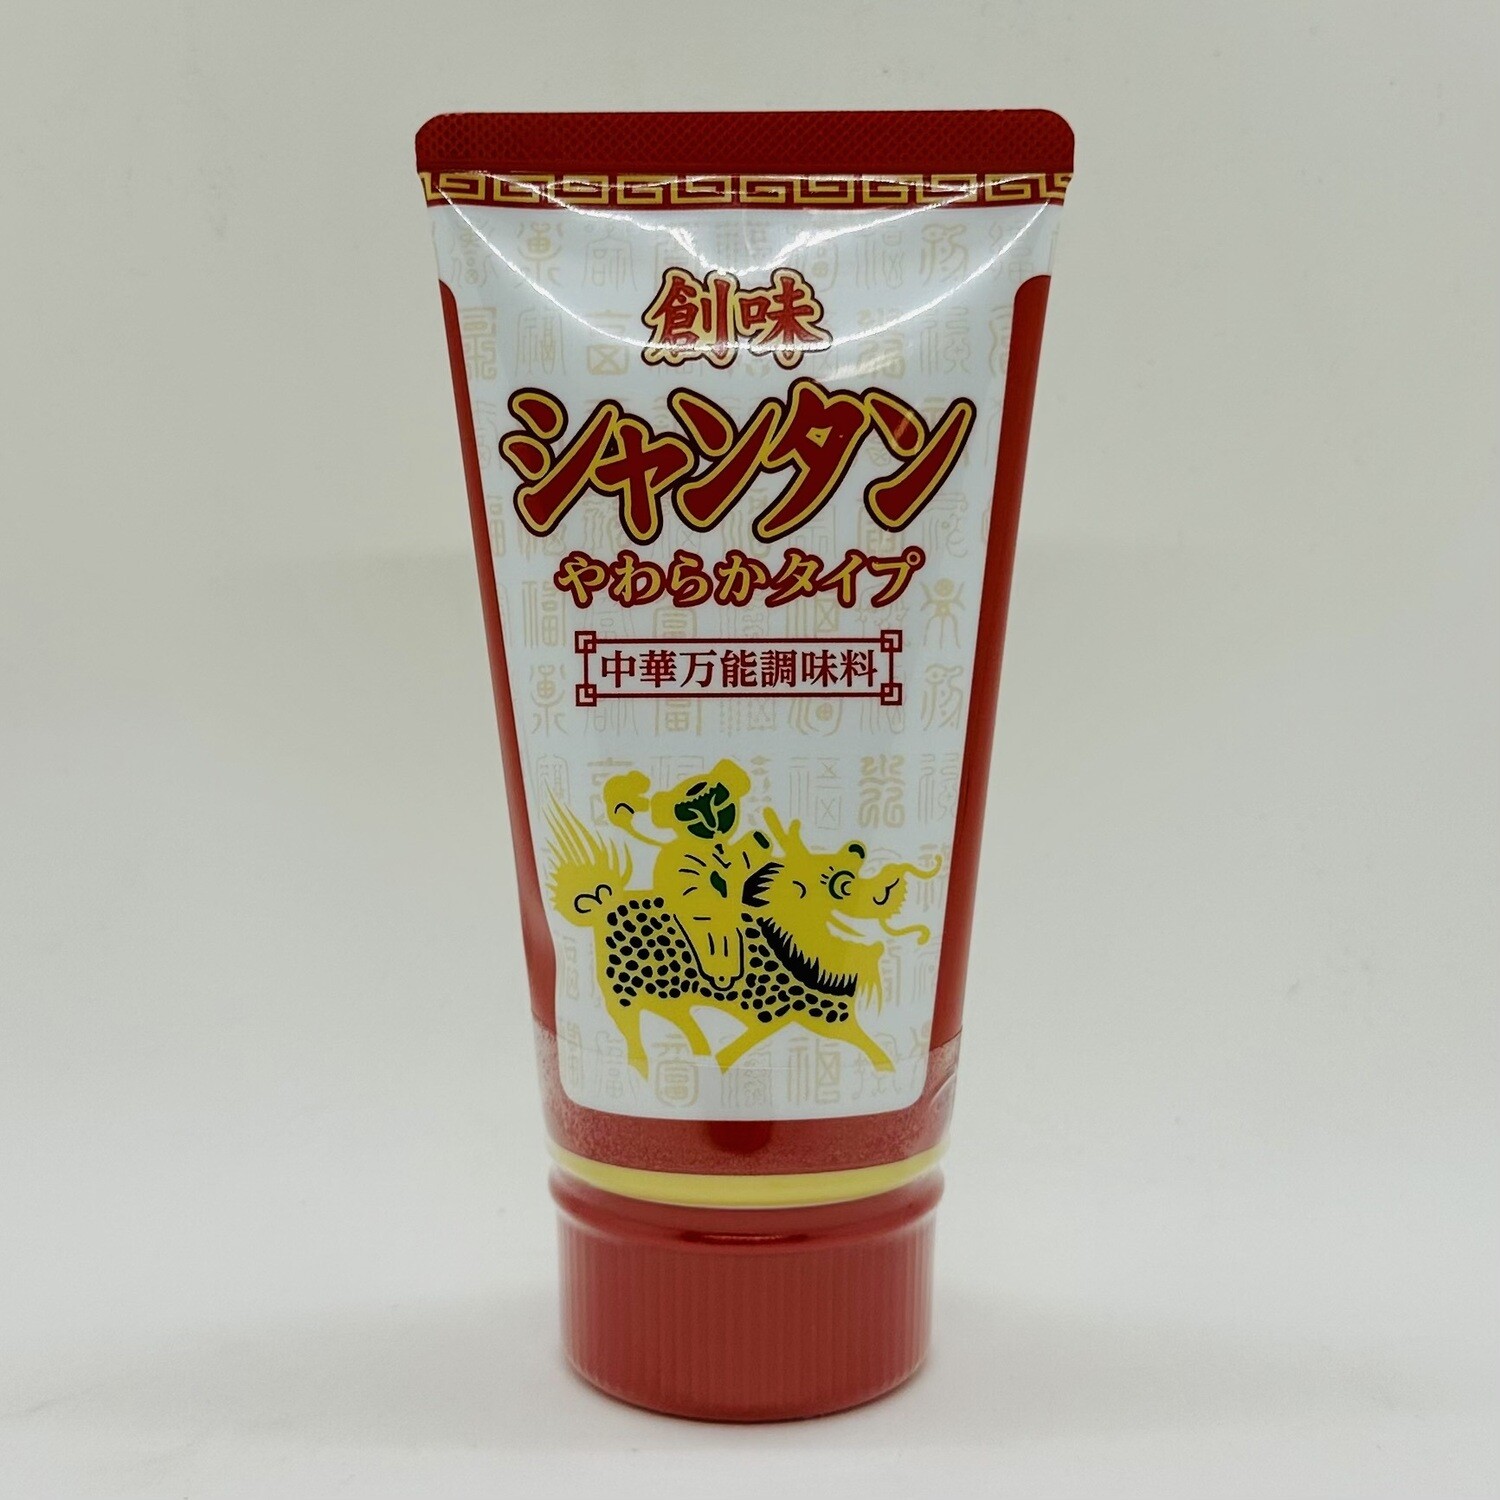 創味
シャンタン
やわらかタイプ
中華万能調味料